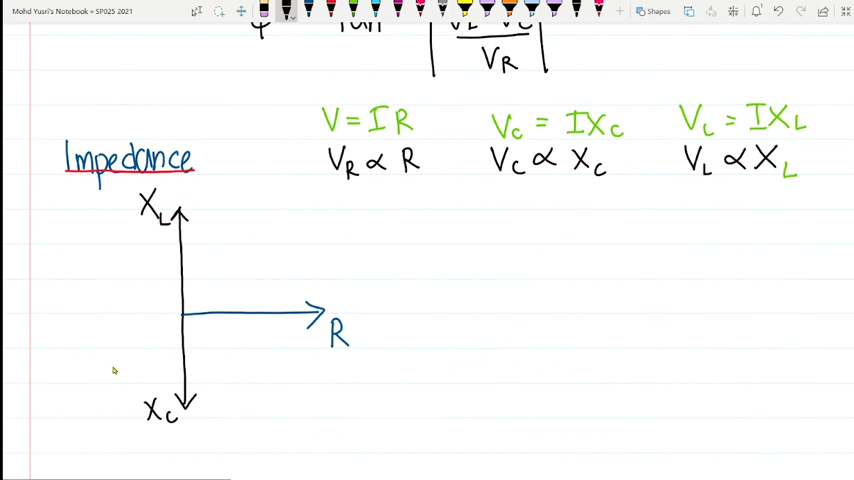 Mohd Yusri's Notebook » SP025 2021
Shapes
V_R
V = IR V_C = IX_C V_L = IX_L
Impedance V_R ∝ R V_C ∝ X_C V_L ∝ X_L
X_L
R
X_C